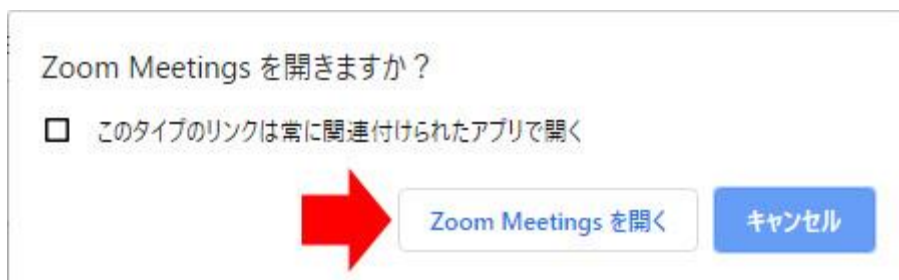 Zoom Meetings を開きますか？
このタイプのリンクは常に関連付けられたアプリで開く
Zoom Meetings を開く
キャンセル